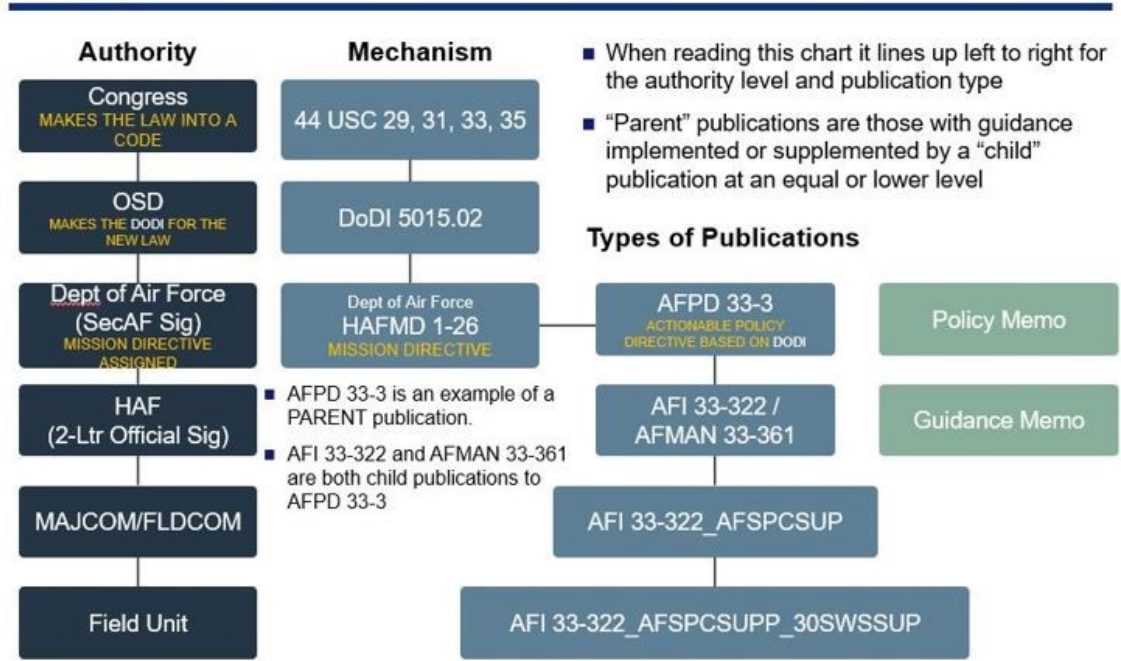 Authority
Mechanism
Congress
MAKES THE LAW INTO A
CODE
44 USC 29, 31, 33, 35
■ When reading this chart it lines up left to right for
the authority level and publication type
■ “Parent” publications are those with guidance
implemented or supplemented by a “child”
publication at an equal or lower level
OSD
MAKES THE DODI FOR THE
NEW LAW
DoDI 5015.02
Types of Publications
Dept of Air Force
(SecAF Sig)
MISSION DIRECTIVE
ASSIGNED
Dept of Air Force
HAFMD 1-26
MISSION DIRECTIVE
AFPD 33-3
ACTIONABLE POLICY
DIRECTIVE BASED ON DODI
Policy Memo
HAF
(2-Ltr Official Sig)
■ AFPD 33-3 is an example of a
PARENT publication.
■ AFI 33-322 and AFMAN 33-361
are both child publications to
AFPD 33-3
AFI 33-322 /
AFMAN 33-361
Guidance Memo
MAJCOM/FLDCOM
AFI 33-322_AFSPCSUP
Field Unit
AFI 33-322_AFSPCSUPP_30SWSSUP